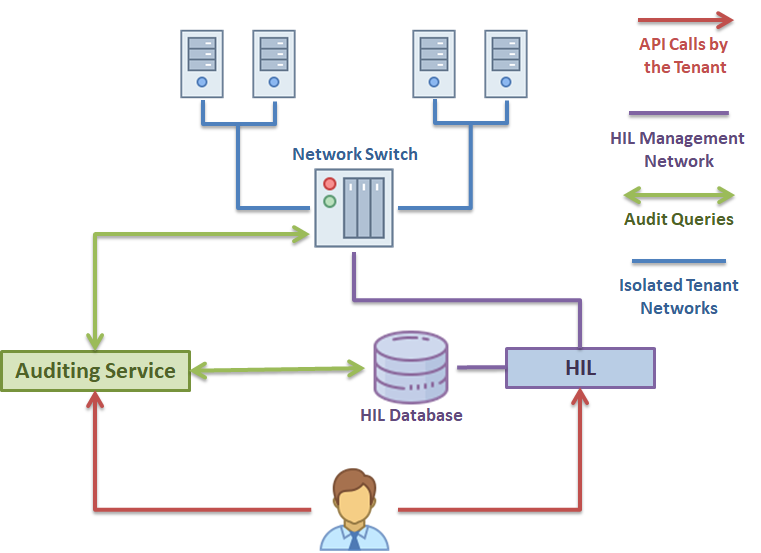 API Calls by
the Tenant
HIL Management
Network
Audit Queries
Isolated Tenant
Networks
Network Switch
Auditing Service
HIL Database
HIL